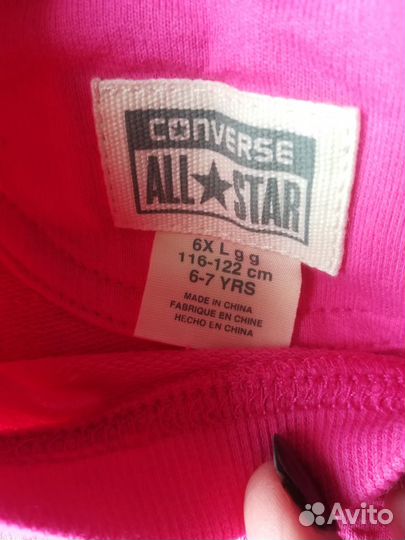 CONVERSE
ALL★STAR
6X L g g
116-122 cm
6-7 YRS
MADE IN CHINA
FABRIQUE EN CHINE
HECHO EN CHINA
Avito